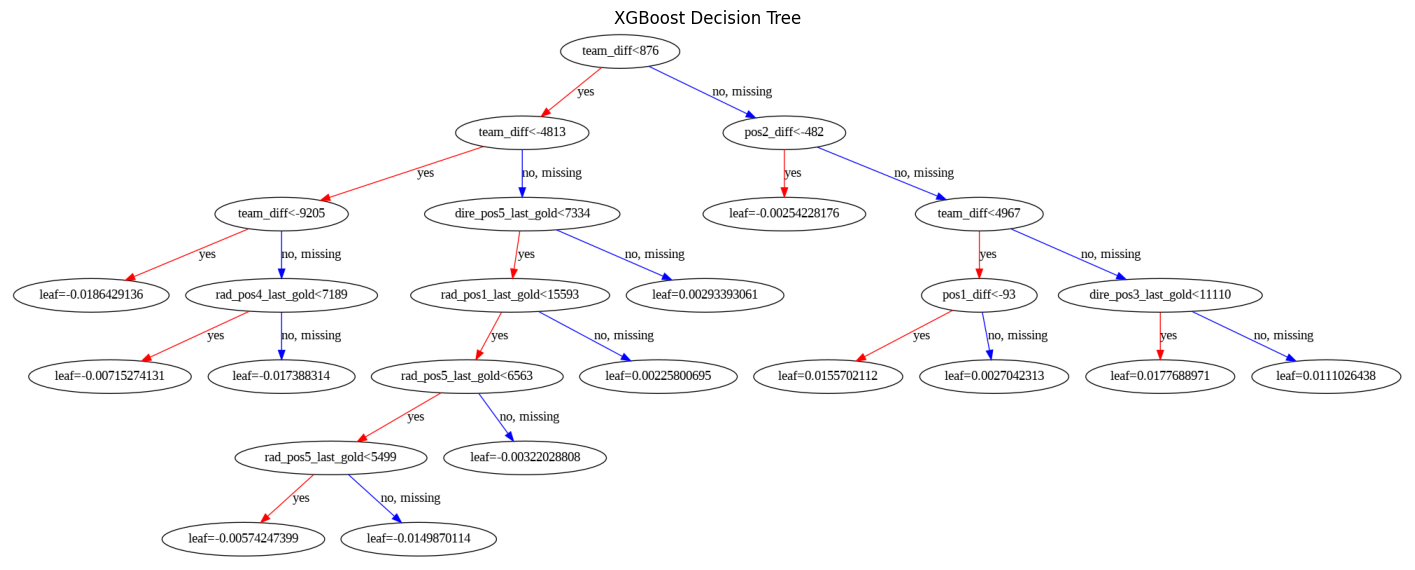 XGBoost Decision Tree
team_diff<876
yes
no, missing
team_diff<-4813
pos2_diff<-482
yes
no, missing
yes
no, missing
team_diff<-9205
dire_pos5_last_gold<7334
leaf=-0.00254228176
team_diff<4967
yes
no, missing
yes
no, missing
yes
no, missing
leaf=-0.0186429136
rad_pos4_last_gold<7189
rad_pos1_last_gold<15593
leaf=0.00293393061
pos1_diff<-93
dire_pos3_last_gold<11110
yes
no, missing
yes
no, missing
yes
no, missing
yes
no, missing
leaf=-0.00715274131
leaf=-0.017388314
rad_pos5_last_gold<6563
leaf=0.00225800695
leaf=0.0155702112
leaf=0.0027042313
leaf=0.0177688971
leaf=0.0111026438
yes
no, missing
rad_pos5_last_gold<5499
leaf=-0.00322028808
yes
no, missing
leaf=-0.00574247399
leaf=-0.0149870114